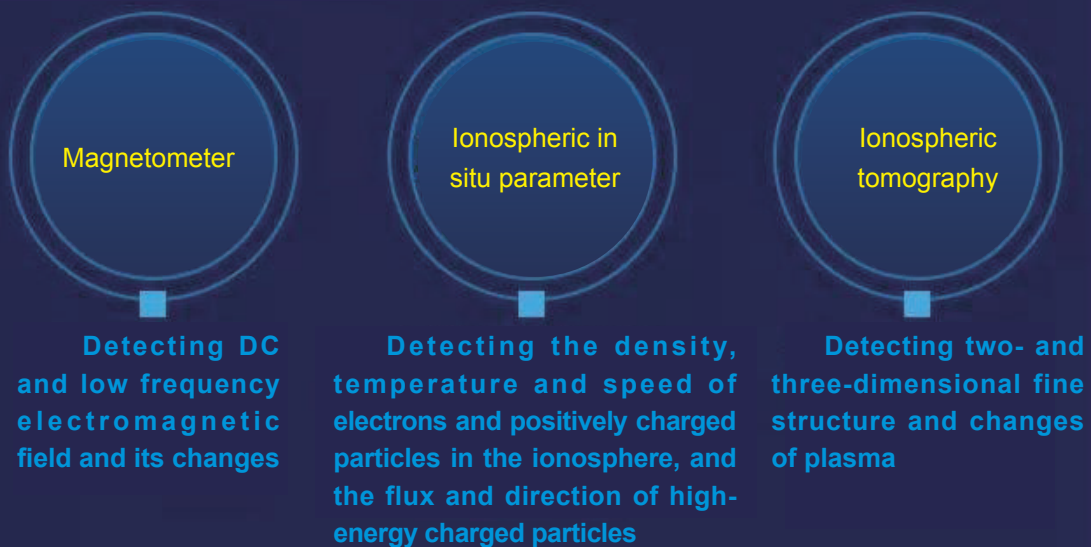 Magnetometer
Ionospheric in
situ parameter
Ionospheric
tomography
Detecting DC
and low frequency
electromagnetic
field and its changes
Detecting the density,
temperature and speed of
electrons and positively charged
particles in the ionosphere, and
the flux and direction of high-
energy charged particles
Detecting two- and
three-dimensional fine
structure and changes
of plasma